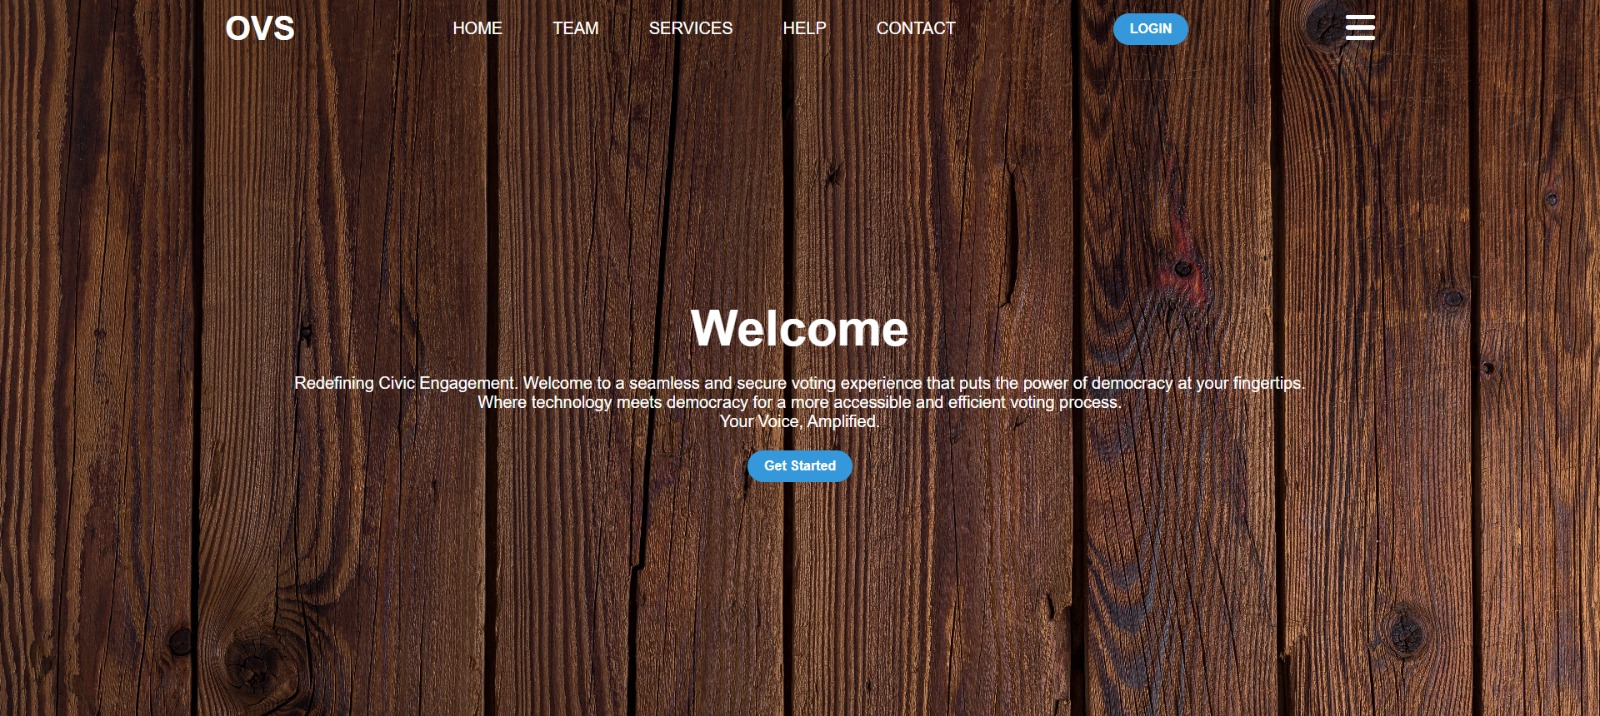 OVS
HOME TEAM SERVICES HELP CONTACT
LOGIN
Welcome
Redefining Civic Engagement. Welcome to a seamless and secure voting experience that puts the power of democracy at your fingertips.
Where technology meets democracy for a more accessible and efficient voting process.
Your Voice, Amplified.
Get Started